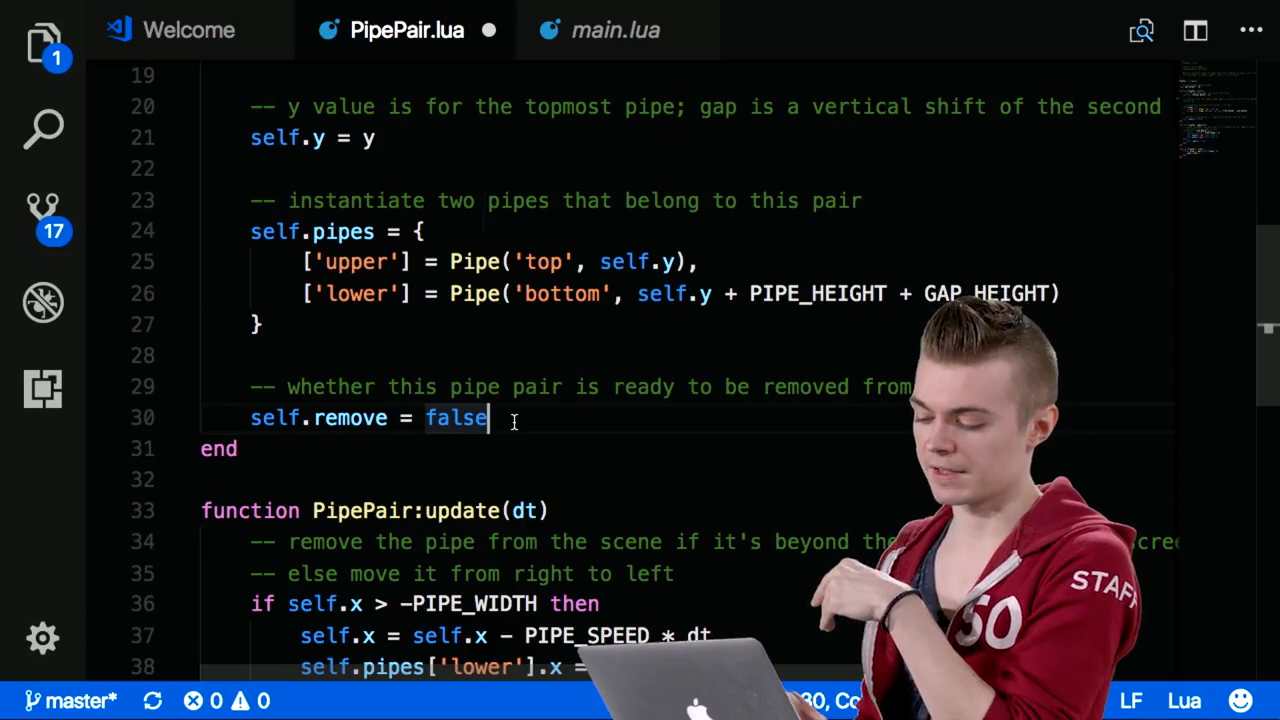 Welcome
PipePair.lua
main.lua
1
17
19
20 -- y value is for the topmost pipe; gap is a vertical shift of the second
21 self.y = y
22
23 -- instantiate two pipes that belong to this pair
24 self.pipes = {
25 ['upper'] = Pipe('top', self.y),
26 ['lower'] = Pipe('bottom', self.y + PIPE_HEIGHT + GAP_HEIGHT)
27 }
28
29 -- whether this pipe pair is ready to be removed from
30 self.remove = false
31 end
32
33 function PipePair:update(dt)
34 -- remove the pipe from the scene if it's beyond the
35 -- else move it from right to left
36 if self.x > -PIPE_WIDTH then
37 self.x = self.x - PIPE_SPEED * dt
38 self.pipes['lower'].x =
STAFF
50
master* 0 0 LF Lua